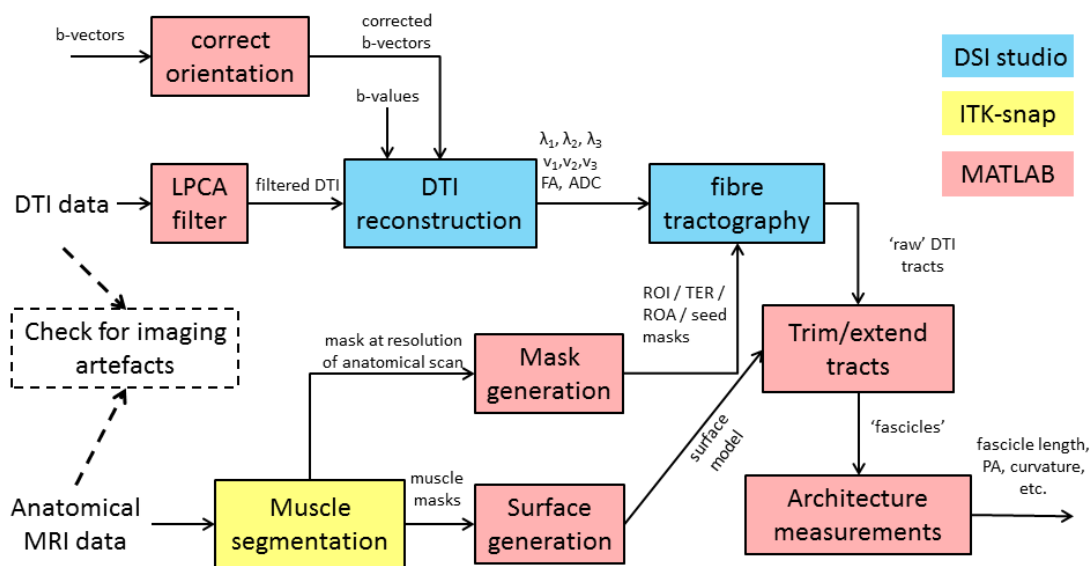 b-vectors
correct
orientation
corrected
b-vectors
b-values
DSI studio
ITK-snap
MATLAB
DTI data
LPCA
filter
filtered DTI
DTI
reconstruction
λ₁, λ₂, λ₃
v₁,v₂,v₃
FA, ADC
fibre
tractography
'raw' DTI
tracts
Check for imaging
artefacts
mask at resolution
of anatomical scan
Mask
generation
ROI / TER /
ROA / seed
masks
Trim/extend
tracts
surface
model
'fascicles'
Anatomical
MRI data
Muscle
segmentation
muscle
masks
Surface
generation
Architecture
measurements
fascicle length,
PA, curvature,
etc.